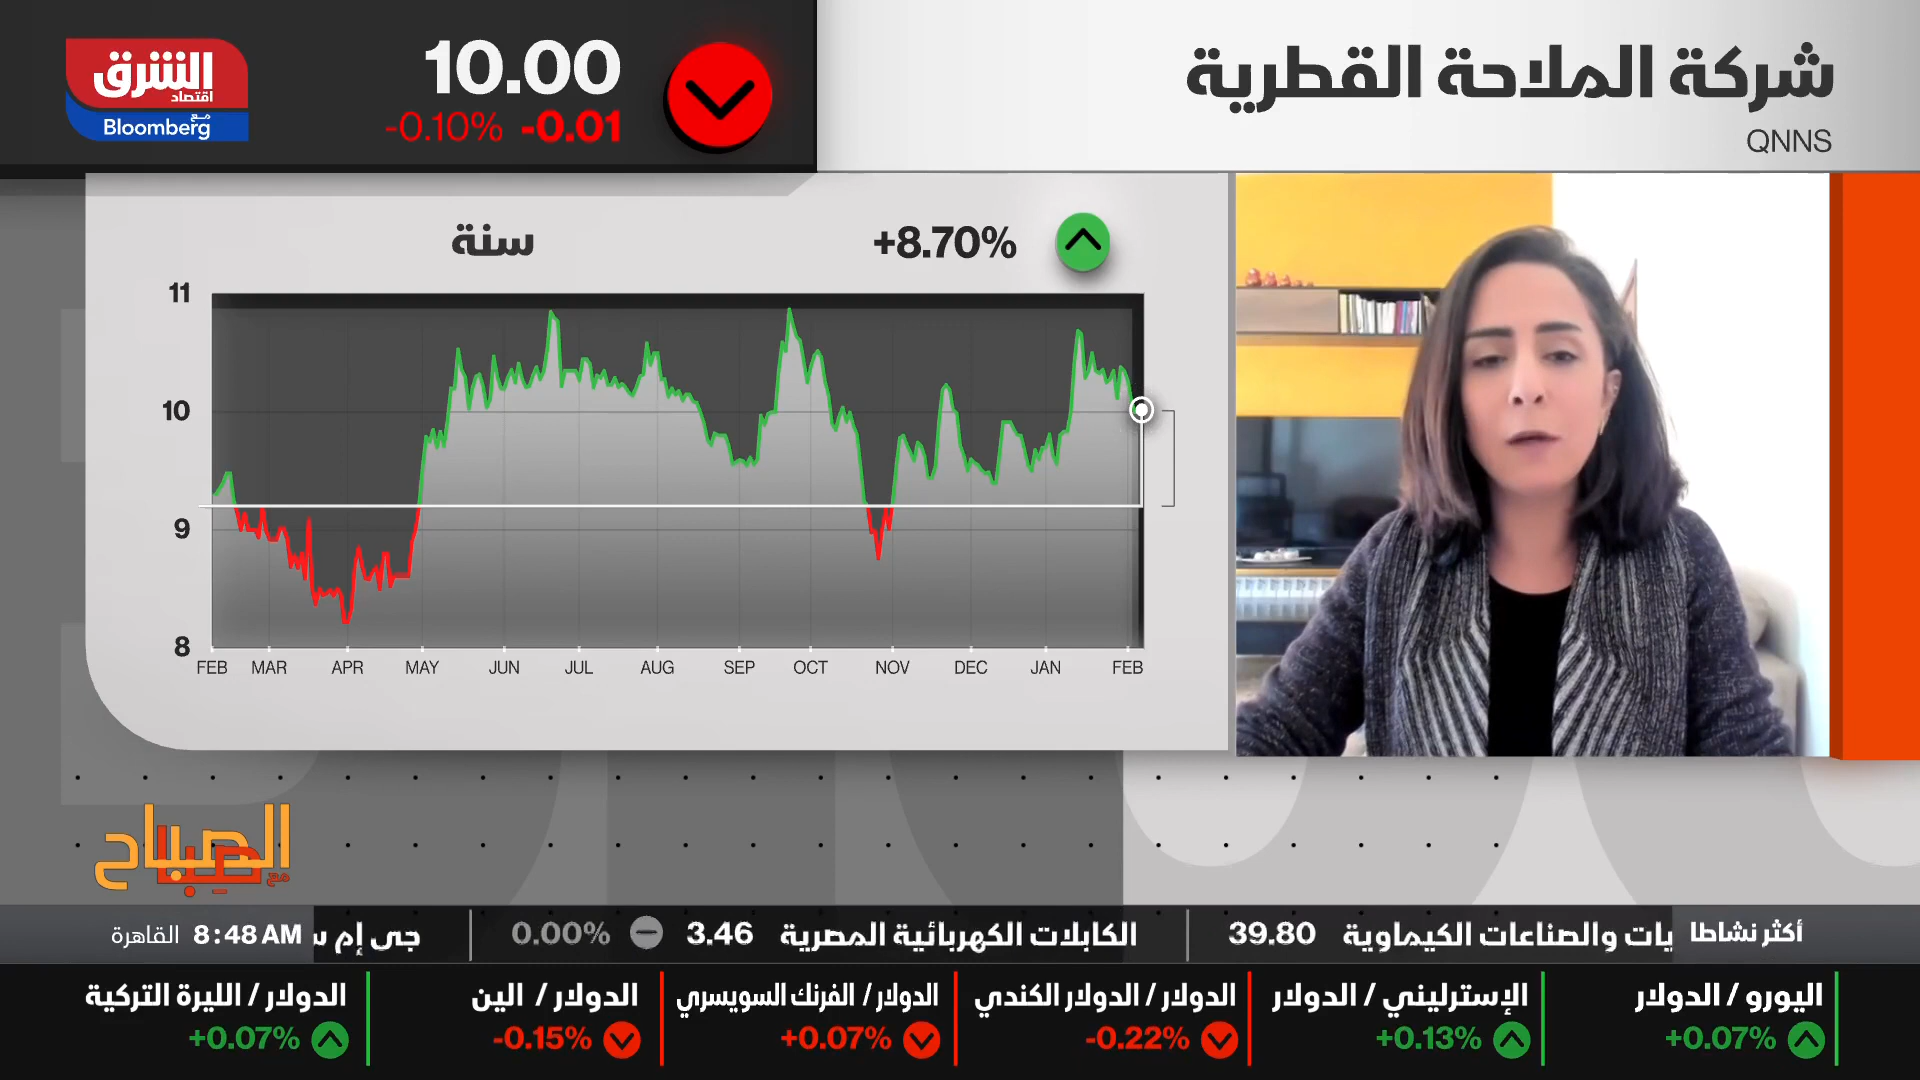 شركة الملاحة القطرية
QNNS
10.00
-0.10% -0.01
الشرق
اقتصاد
مع
Bloomberg
سنة
+8.70%
11
10
9
8
FEB MAR APR MAY JUN JUL AUG SEP OCT NOV DEC JAN FEB
الصباح
مع صبا
أكثر نشاطا
يات والصناعات الكيماوية 39.80
الكابلات الكهربائية المصرية 3.46 0.00%
جي إم س
8:48 AM القاهرة
اليورو / الدولار
+0.07%
الإسترليني / الدولار
+0.13%
الدولار / الدولار الكندي
-0.22%
الدولار / الفرنك السويسري
+0.07%
الدولار / الين
-0.15%
الدولار / الليرة التركية
+0.07%